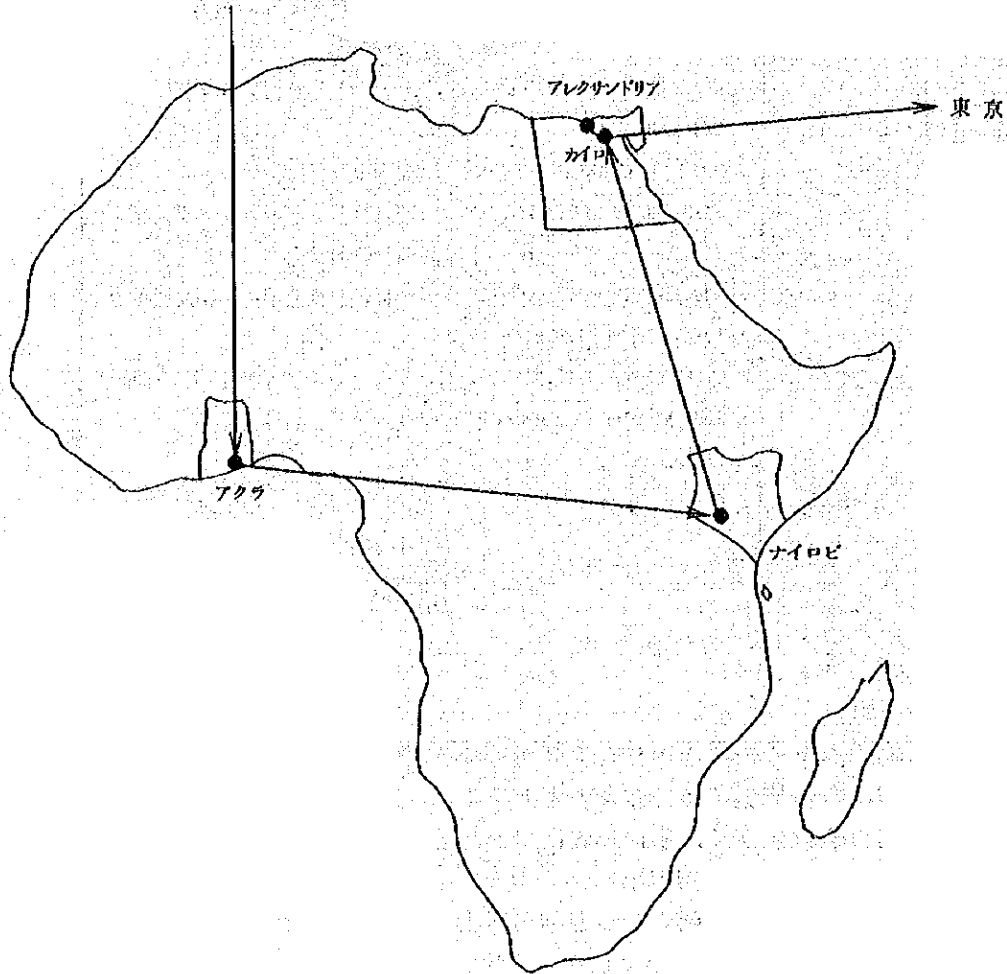 アレクサンドリア
東京
カイロ
アクラ
ナイロビ